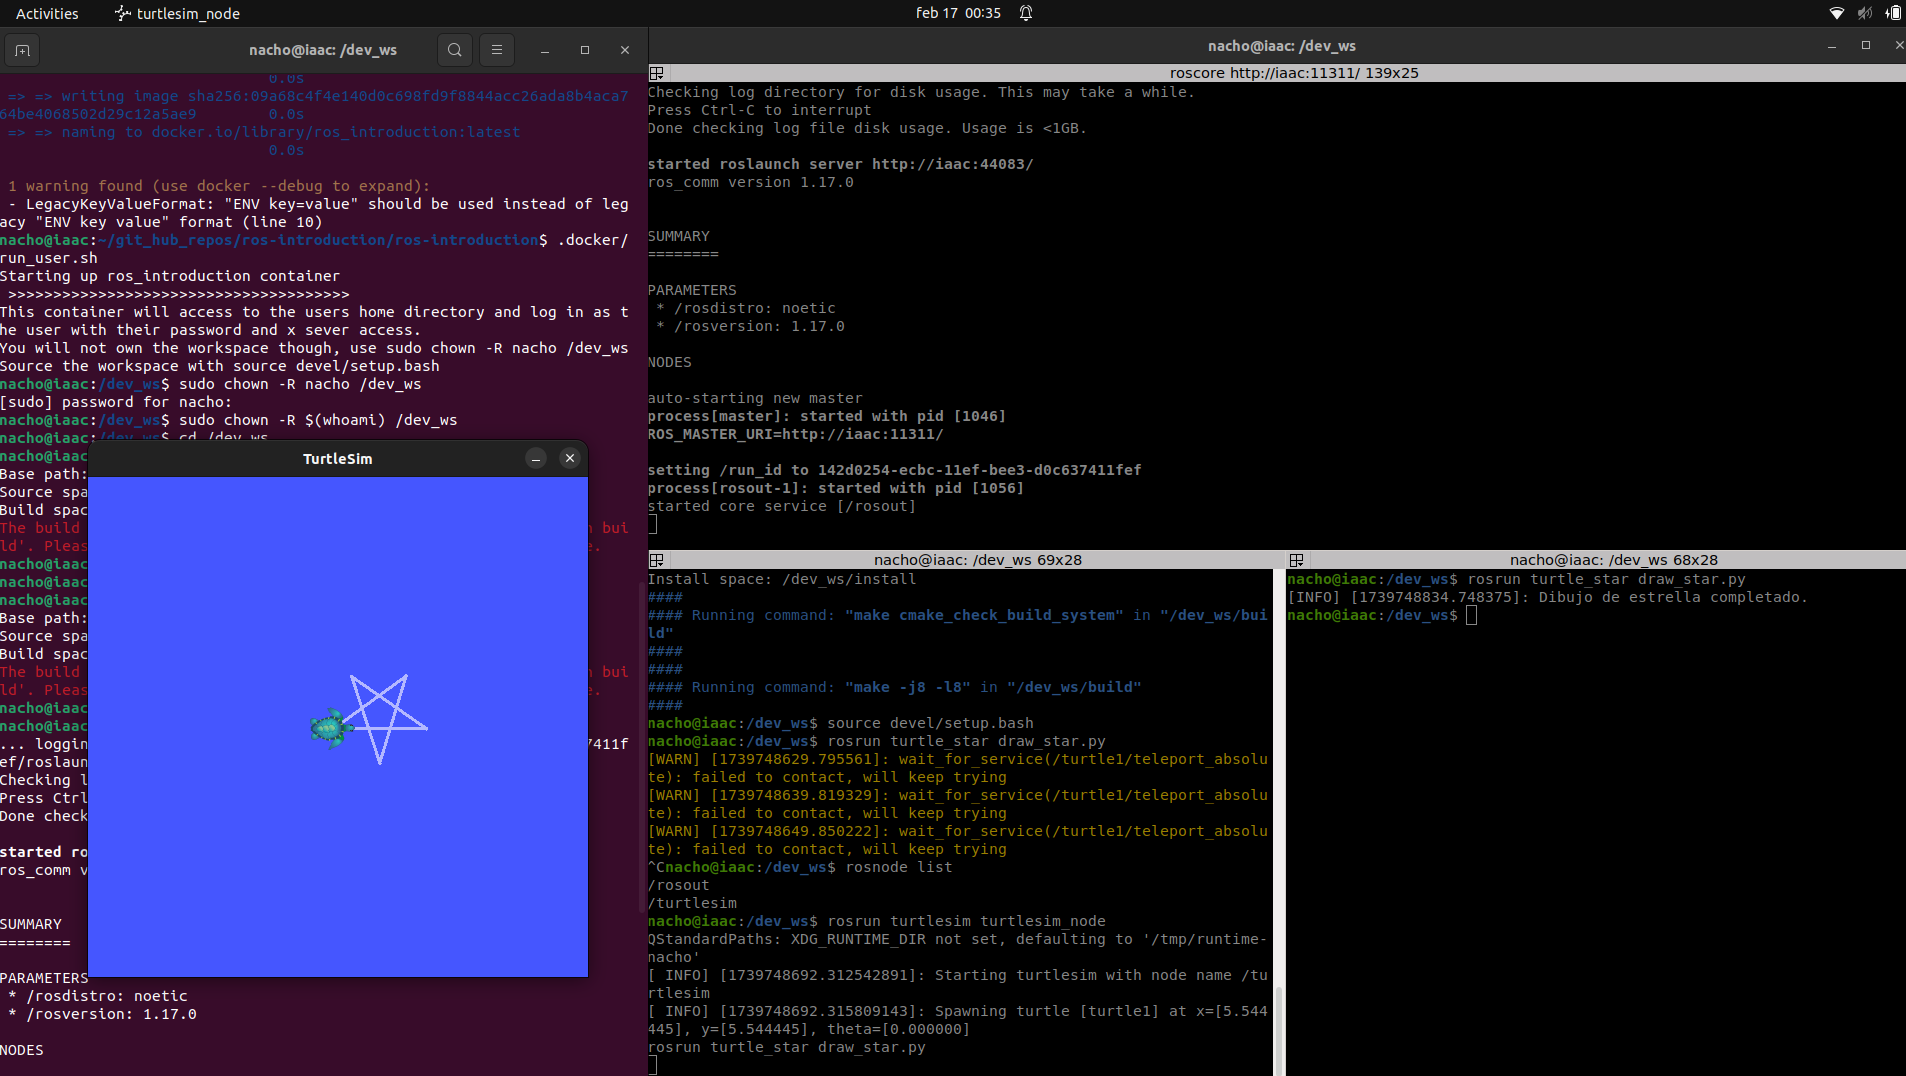 Activities
turtlesim_node
feb 17 00:35
nacho@iaac: /dev_ws
0.0s
=> => writing image sha256:09a68c4f4e140d0c698fd9f8844acc26ada8b4aca7
64be4068502d29c12a5ae9 0.0s
=> => naming to docker.io/library/ros_introduction:latest
0.0s
1 warning found (use docker --debug to expand):
- LegacyKeyValueFormat: "ENV key=value" should be used instead of leg
acy "ENV key value" format (line 10)
nacho@iaac:~/git_hub_repos/ros-introduction/ros-introduction$ .docker/
run_user.sh
Starting up ros_introduction container
>>>>>>>>>>>>>>>>>>>>>>>>>>>>>>>>>>>>>>
This container will access to the users home directory and log in as t
he user with their password and x sever access.
You will not own the workspace though, use sudo chown -R nacho /dev_ws
Source the workspace with source devel/setup.bash
nacho@iaac:/dev_ws$ sudo chown -R nacho /dev_ws
[sudo] password for nacho:
nacho@iaac:/dev_ws$ sudo chown -R $(whoami) /dev_ws
nacho@iaac:/dev_ws$ cd /dev_ws
nacho@iaac
Base path:
Source spa
Build spac
The build n bui
ld'. Pleas e.
nacho@iaac
nacho@iaac
nacho@iaac
Base path:
Source spa
Build spac
The build n bui
ld'. Pleas e.
nacho@iaac
nacho@iaac
... loggin 7411f
ef/roslaun
Checking l
Press Ctrl
Done check
started ro
ros_comm v
SUMMARY
========
PARAMETERS
* /rosdistro: noetic
* /rosversion: 1.17.0
NODES
TurtleSim
nacho@iaac: /dev_ws
roscore http://iaac:11311/ 139x25
Checking log directory for disk usage. This may take a while.
Press Ctrl-C to interrupt
Done checking log file disk usage. Usage is <1GB.
started roslaunch server http://iaac:44083/
ros_comm version 1.17.0
SUMMARY
========
PARAMETERS
* /rosdistro: noetic
* /rosversion: 1.17.0
NODES
auto-starting new master
process[master]: started with pid [1046]
ROS_MASTER_URI=http://iaac:11311/
setting /run_id to 142d0254-ecbc-11ef-bee3-d0c637411fef
process[rosout-1]: started with pid [1056]
started core service [/rosout]
nacho@iaac: /dev_ws 69x28
Install space: /dev_ws/install
####
#### Running command: "make cmake_check_build_system" in "/dev_ws/bui
ld"
####
####
#### Running command: "make -j8 -l8" in "/dev_ws/build"
####
nacho@iaac:/dev_ws$ source devel/setup.bash
nacho@iaac:/dev_ws$ rosrun turtle_star draw_star.py
[WARN] [1739748629.795561]: wait_for_service(/turtle1/teleport_absolu
te): failed to contact, will keep trying
[WARN] [1739748639.819329]: wait_for_service(/turtle1/teleport_absolu
te): failed to contact, will keep trying
[WARN] [1739748649.850222]: wait_for_service(/turtle1/teleport_absolu
te): failed to contact, will keep trying
^Cnacho@iaac:/dev_ws$ rosnode list
/rosout
/turtlesim
nacho@iaac:/dev_ws$ rosrun turtlesim turtlesim_node
QStandardPaths: XDG_RUNTIME_DIR not set, defaulting to '/tmp/runtime-
nacho'
[ INFO] [1739748692.312542891]: Starting turtlesim with node name /tu
rtlesim
[ INFO] [1739748692.315809143]: Spawning turtle [turtle1] at x=[5.544
445], y=[5.544445], theta=[0.000000]
rosrun turtle_star draw_star.py
nacho@iaac: /dev_ws 68x28
nacho@iaac:/dev_ws$ rosrun turtle_star draw_star.py
[INFO] [1739748834.748375]: Dibujo de estrella completado.
nacho@iaac:/dev_ws$